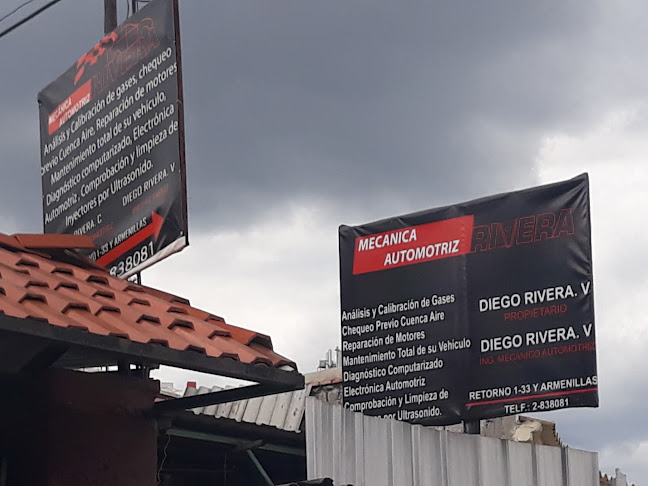 RIVERA
MECANICA
AUTOMOTRIZ
Análisis y Calibración de gases, chequeo
Previo Cuenca Aire, Reparación de motores
Mantenimiento total de su vehículo,
Diagnóstico computarizado, Electrónica
Automotriz, Comprobación y limpieza de
Injectores por Ultrasonido.
RIVERA. C
DIEGO RIVERA. V
1-33 Y ARMENILLAS
2-838081
MECANICA
AUTOMOTRIZ
RIVERA
Análisis y Calibración de Gases
Chequeo Previo Cuenca Aire
Reparación de Motores
Mantenimiento Total de su Vehiculo
Diagnóstico Computarizado
Electrónica Automotriz
Comprobación y Limpieza de
por Ultrasonido.
DIEGO RIVERA. V
PROPIETARIO
DIEGO RIVERA. V
ING. MECANICO AUTOMOTRIZ
RETORNO 1-33 Y ARMENILLAS
TELF.: 2-838081